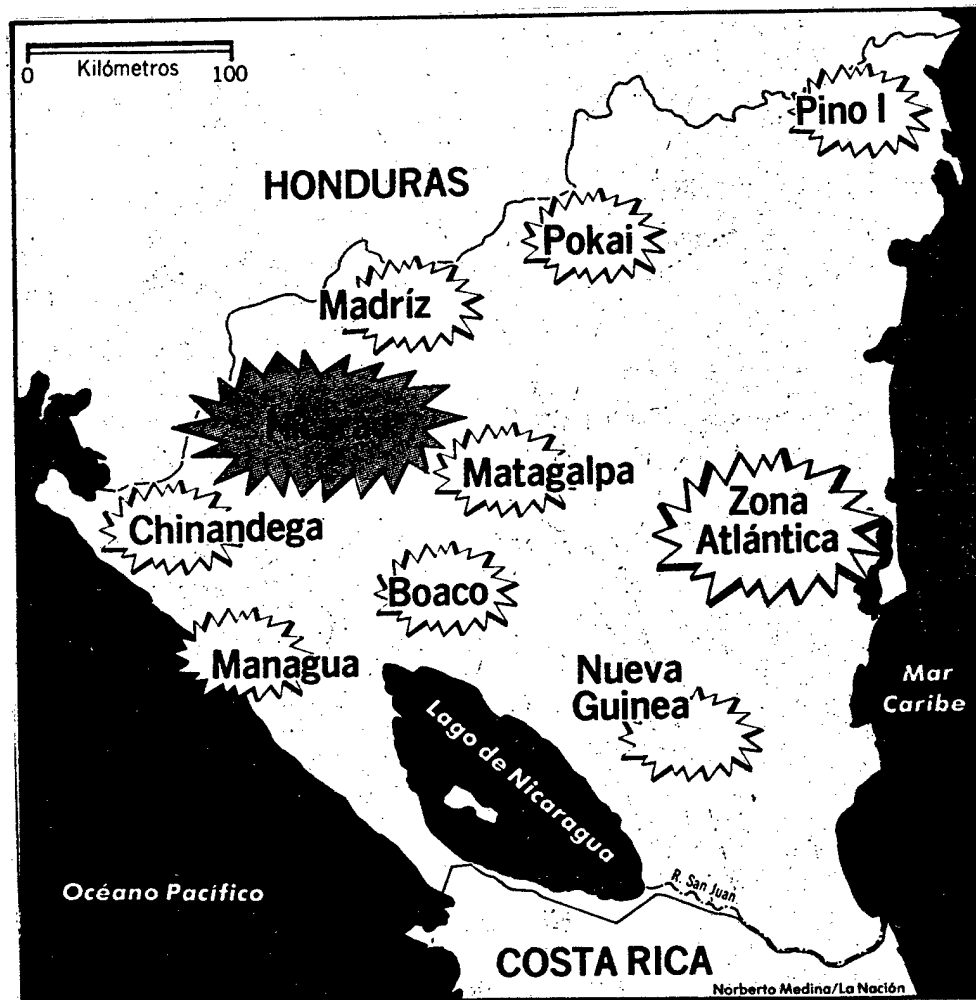 0 Kilómetros 100
Pino I
HONDURAS
Pokai
Madríz
Matagalpa
Zona
Atlántica
Chinandega
Boaco
Managua
Nueva
Guinea
Mar
Caribe
Lago de Nicaragua
R. San Juan
Océano Pacífico
COSTA RICA
Norberto Medina/La Nación